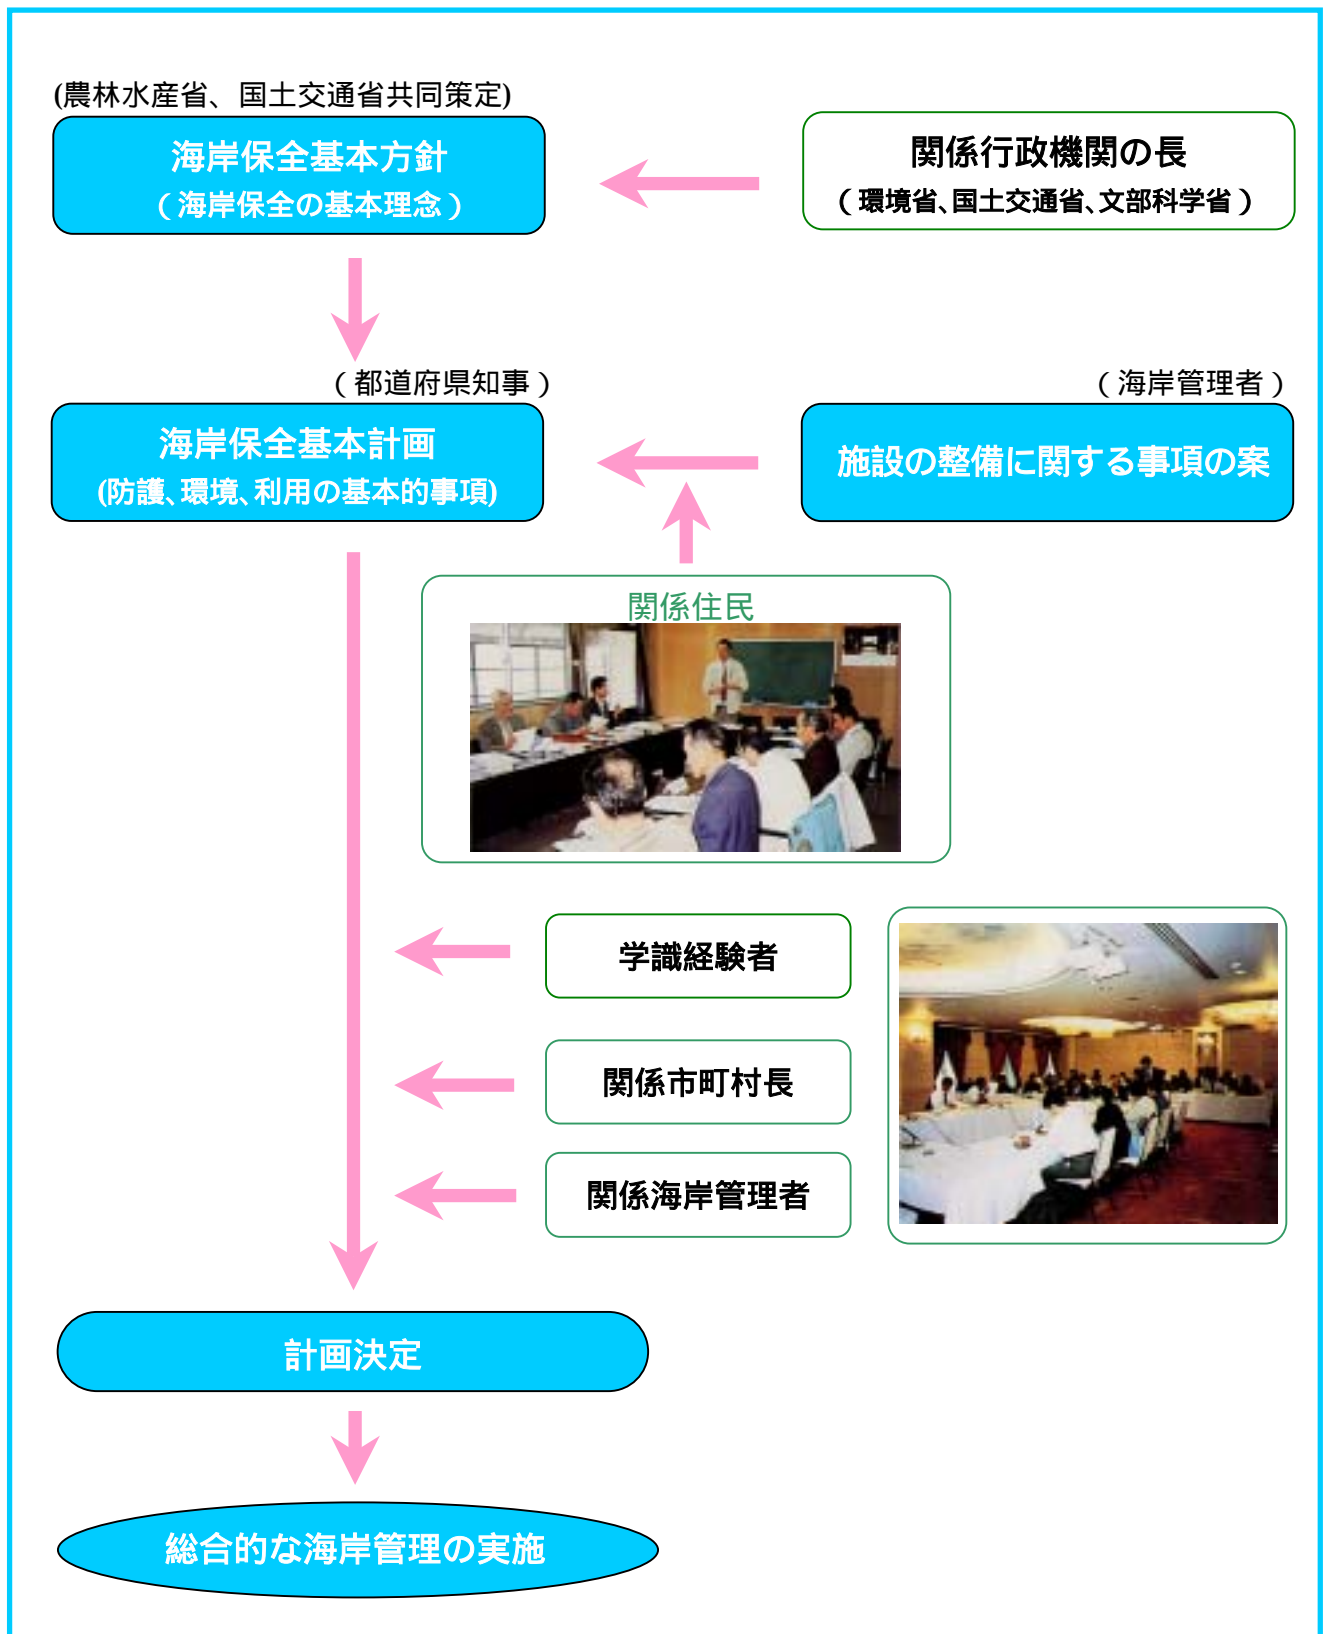 (農林水産省、国土交通省共同策定)
海岸保全基本方針
（海岸保全の基本理念）
関係行政機関の長
（環境省､国土交通省､文部科学省）
（都道府県知事）
海岸保全基本計画
(防護､環境､利用の基本的事項)
（海岸管理者）
施設の整備に関する事項の案
関係住民
学識経験者
関係市町村長
関係海岸管理者
計画決定
総合的な海岸管理の実施